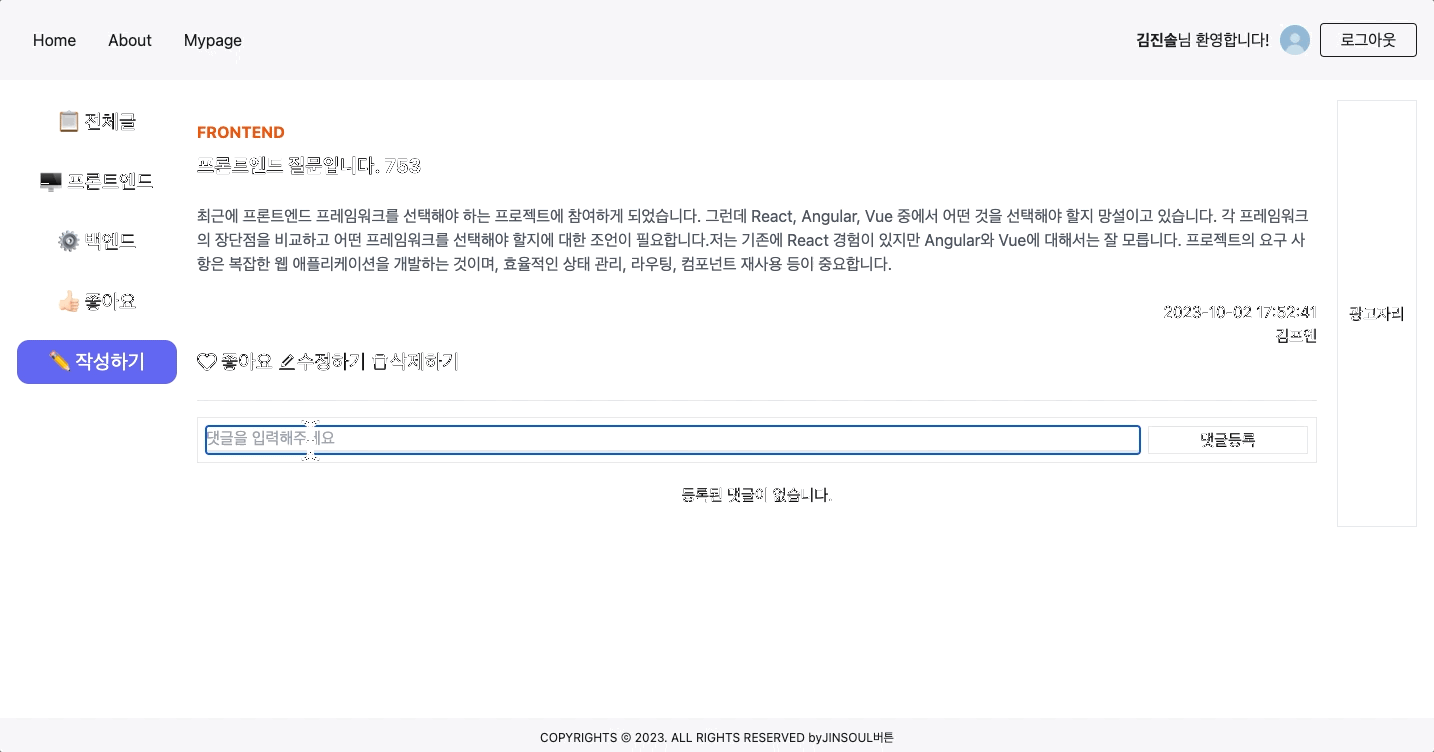 Home About Mypage
김진솔님 환영합니다! 로그아웃
전체글
프론트엔드
백엔드
좋아요
작성하기
FRONTEND
프론트엔드 질문입니다. 753
최근에 프론트엔드 프레임워크를 선택해야 하는 프로젝트에 참여하게 되었습니다. 그런데 React, Angular, Vue 중에서 어떤 것을 선택해야 할지 망설이고 있습니다. 각 프레임워크
의 장단점을 비교하고 어떤 프레임워크를 선택해야 할지에 대한 조언이 필요합니다.저는 기존에 React 경험이 있지만 Angular와 Vue에 대해서는 잘 모릅니다. 프로젝트의 요구 사
항은 복잡한 웹 애플리케이션을 개발하는 것이며, 효율적인 상태 관리, 라우팅, 컴포넌트 재사용 등이 중요합니다.
2023-10-02 17:52:41
김프엔
좋아요 수정하기 삭제하기
댓글을 입력해주세요
댓글등록
등록된 댓글이 없습니다.
광고자리
COPYRIGHTS © 2023. ALL RIGHTS RESERVED byJINSOUL버튼